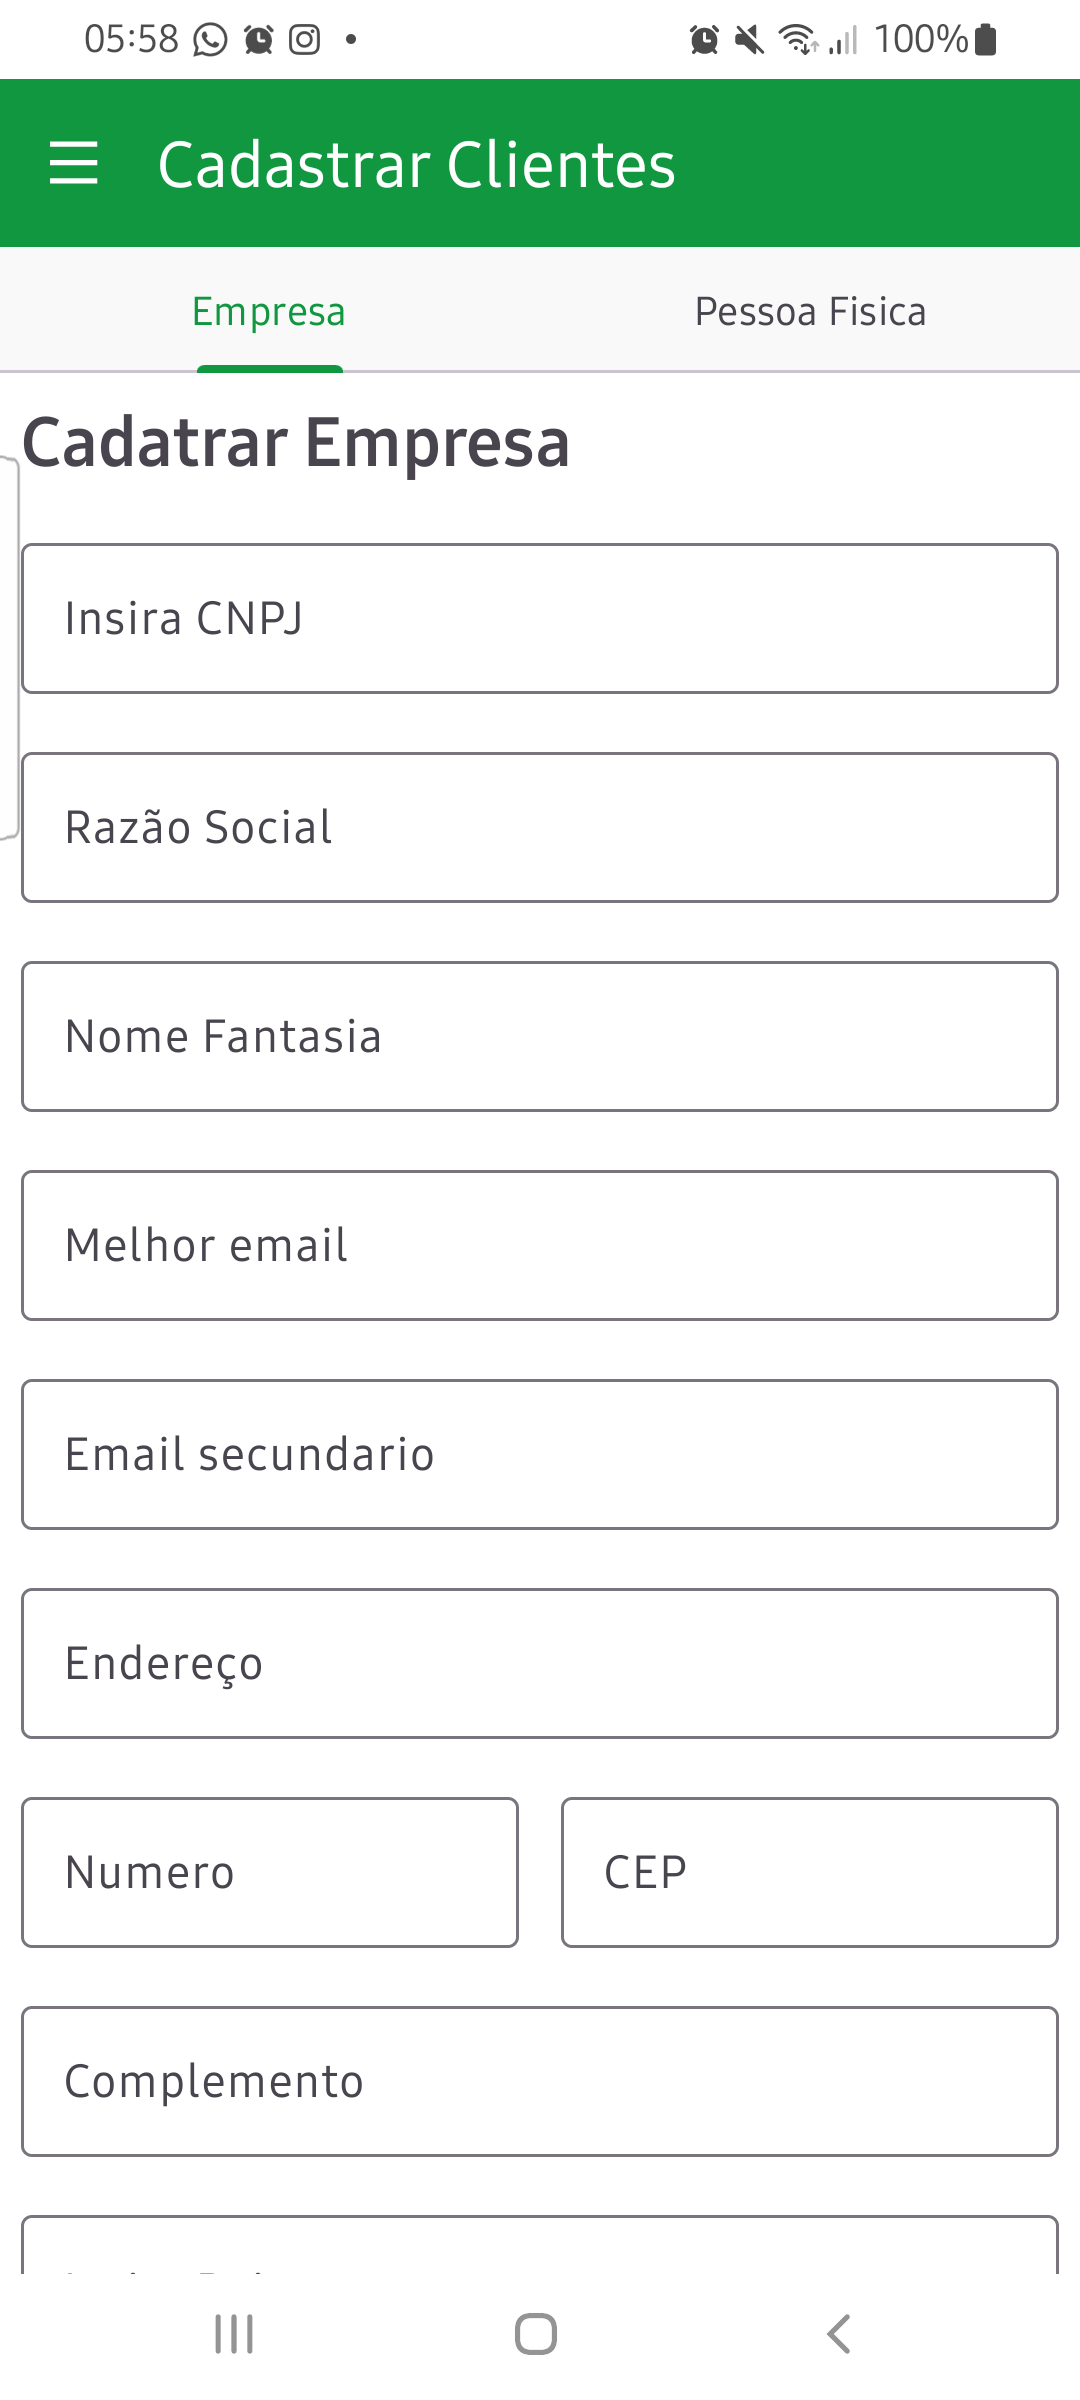 05:58 100%
Cadastrar Clientes
Empresa Pessoa Fisica
Cadatrar Empresa
Insira CNPJ
Razão Social
Nome Fantasia
Melhor email
Email secundario
Endereço
Numero CEP
Complemento